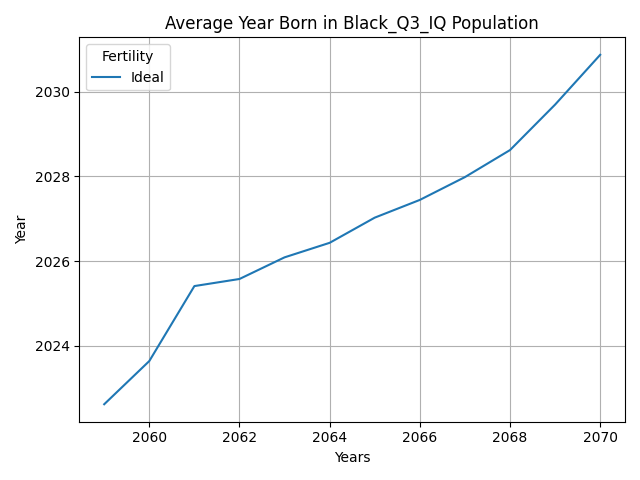 Average Year Born in Black_Q3_IQ Population
Fertility
Ideal
Year
2030
2028
2026
2024
2060 2062 2064 2066 2068 2070
Years